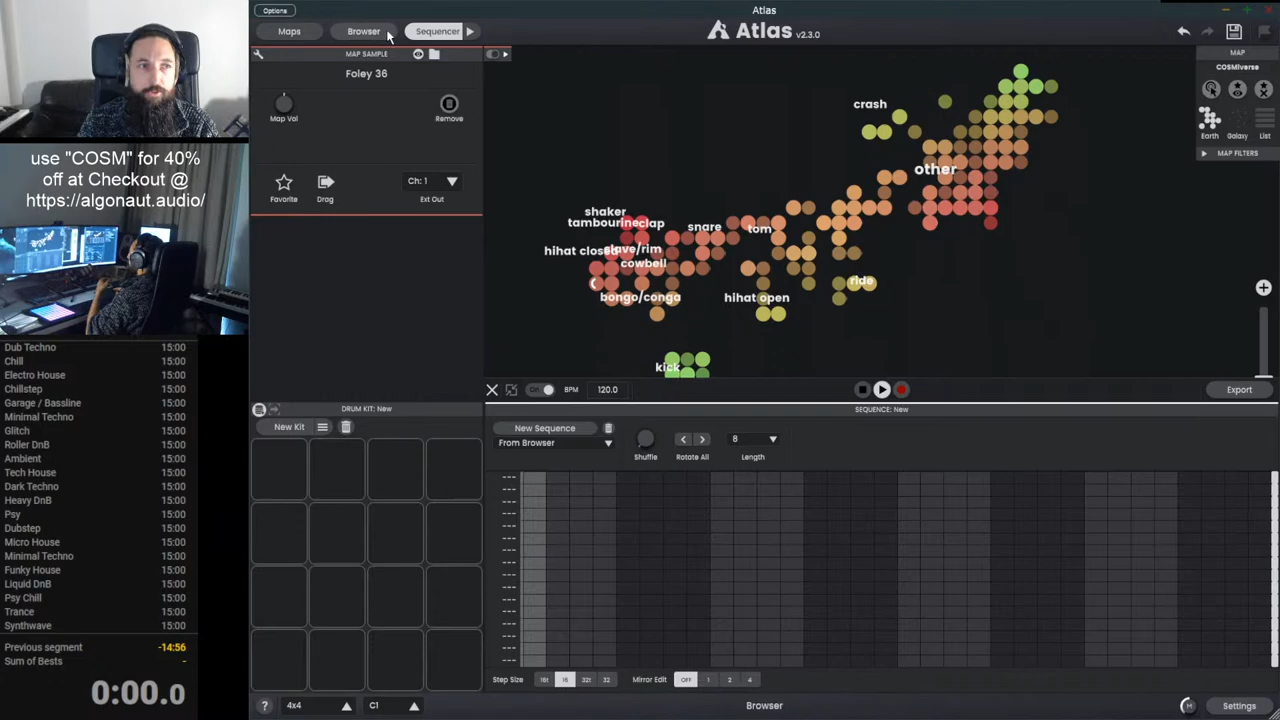 Options
Atlas
Maps
Browser
Sequencer
Atlas v2.3.0
MAP SAMPLE
Foley 36
Map Vol
Remove
Favorite
Drag
Ch: 1
Ext Out
MAP
COSMIverse
Earth
Galaxy
List
MAP FILTERS
crash
other
shaker
tambourine
clap
snare
tom
hihat closed
clave/rim
cowbell
bongo/conga
hihat open
ride
kick
use "COSM" for 40%
off at Checkout @
https://algonaut.audio/
Dub Techno 15:00
Chill 15:00
Electro House 15:00
Chillstep 15:00
Garage / Bassline 15:00
Minimal Techno 15:00
Glitch 15:00
Roller DnB 15:00
Ambient 15:00
Tech House 15:00
Dark Techno 15:00
Heavy DnB 15:00
Psy 15:00
Dubstep 15:00
Micro House 15:00
Minimal Techno 15:00
Funky House 15:00
Liquid DnB 15:00
Psy Chill 15:00
Trance 15:00
Synthwave 15:00
Previous segment -14:56
Sum of Bests -
0:00.0
On
BPM
120.0
Export
DRUM KIT: New
New Kit
SEQUENCE: New
New Sequence
From Browser
Shuffle
Rotate All
8
Length
Step Size
16t
16
32t
32
Mirror Edit
OFF
1
2
4
?
4x4
C1
Browser
M
Settings